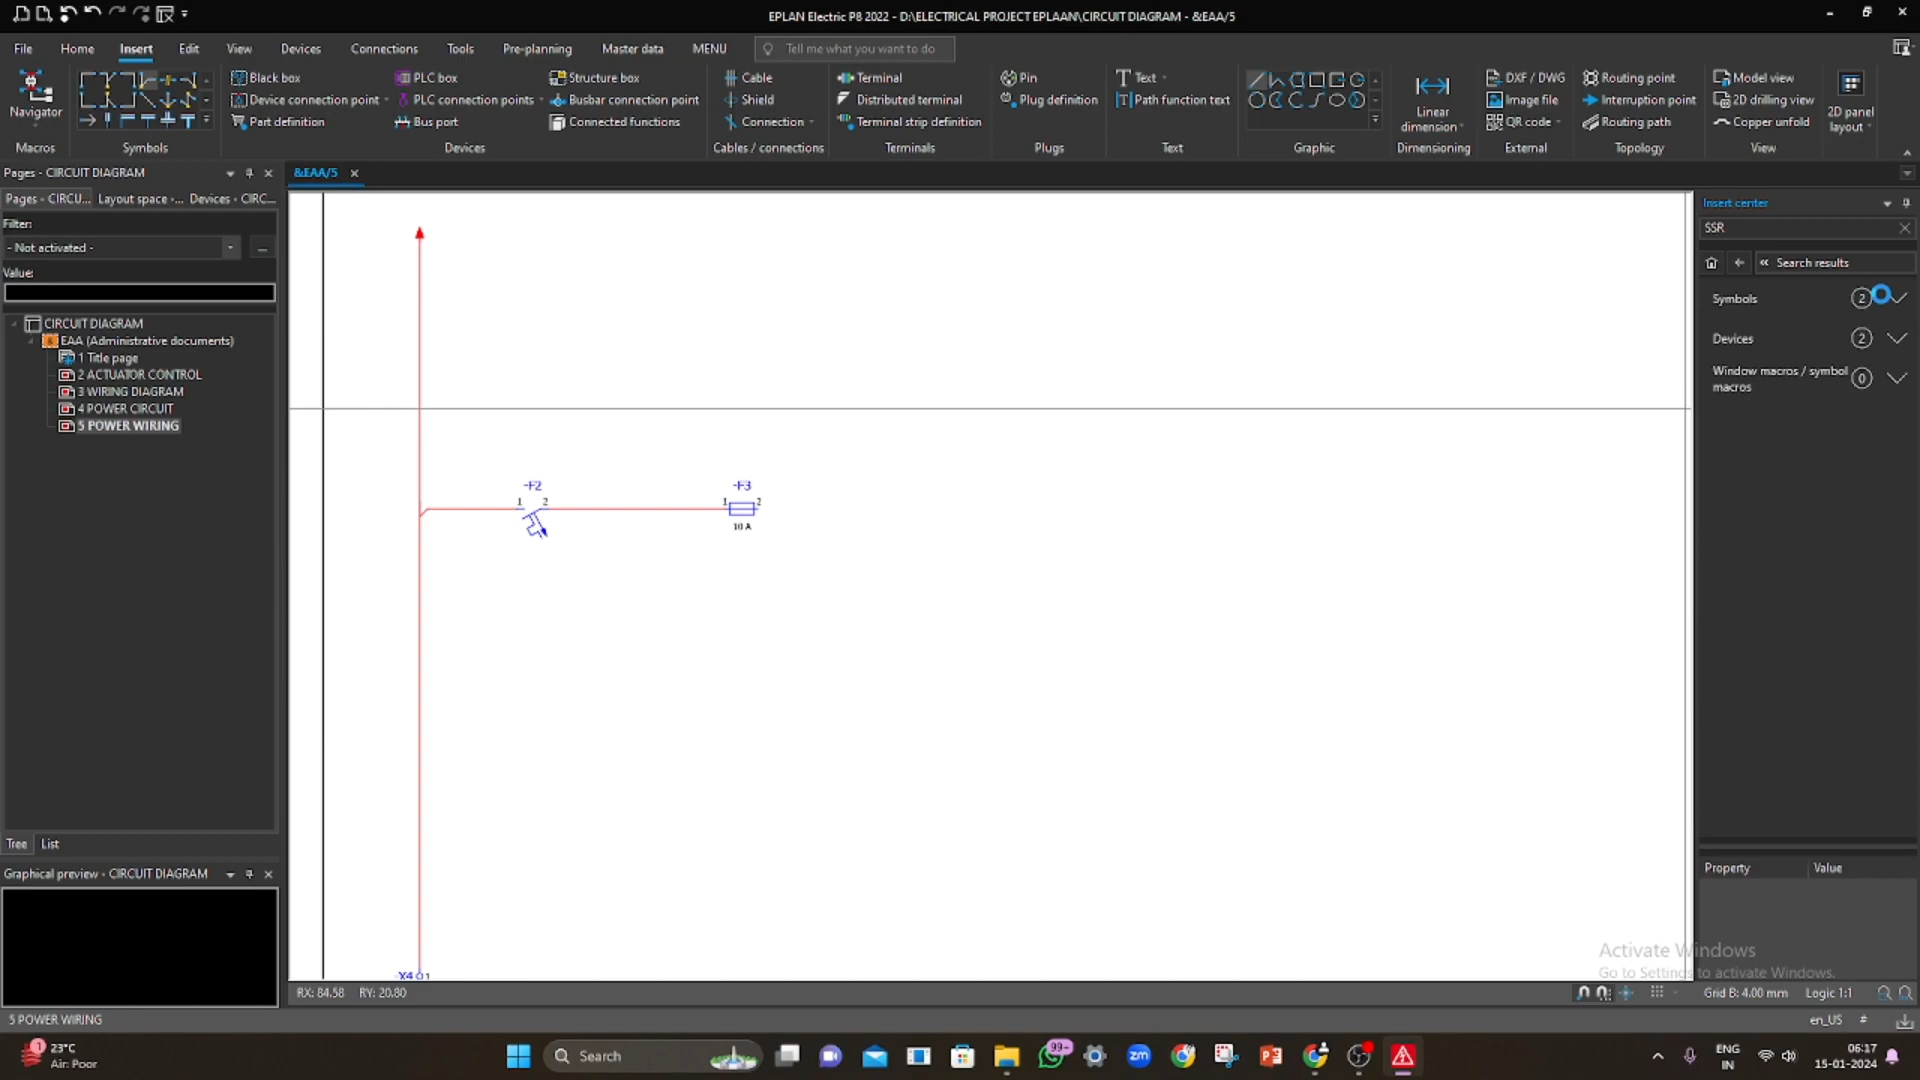 EPLAN Electric P8 2022 - D:\ELECTRICAL PROJECT EPLAAN\CIRCUIT DIAGRAM - &EAA/5
File Home Insert Edit View Devices Connections Tools Pre-planning Master data MENU Tell me what you want to do
Navigator
Macros
Symbols
Black box
Device connection point
Part definition
PLC box
PLC connection points
Bus port
Structure box
Busbar connection point
Connected functions
Devices
Cable
Shield
Connection
Cables / connections
Terminal
Distributed terminal
Terminal strip definition
Terminals
Pin
Plug definition
Plugs
Text
Path function text
Text
Graphic
Linear
dimension
Dimensioning
DXF / DWG
Image file
QR code
External
Routing point
Interruption point
Routing path
Topology
Model view
2D drilling view
Copper unfold
View
2D panel
layout
Pages - CIRCUIT DIAGRAM
Pages - CIRCU... Layout space -... Devices - CIRC...
Filter:
- Not activated -
...
Value:
CIRCUIT DIAGRAM
EAA (Administrative documents)
1 Title page
2 ACTUATOR CONTROL
3 WIRING DIAGRAM
4 POWER CIRCUIT
5 POWER WIRING
Tree List
Graphical preview - CIRCUIT DIAGRAM
&EAA/5
-F2
1 2
-F3
1 2
10 A
-X4 1
Insert center
SSR
Search results
Symbols 2
Devices 2
Window macros / symbol
macros 0
Property Value
Activate Windows
Go to Settings to activate Windows.
RX: 84.58 RY: 20.80
Grid B: 4.00 mm Logic 1:1
5 POWER WIRING
en_US #
1
23°C
Air: Poor
Search
99+
zm
ENG
IN
06:17
15-01-2024